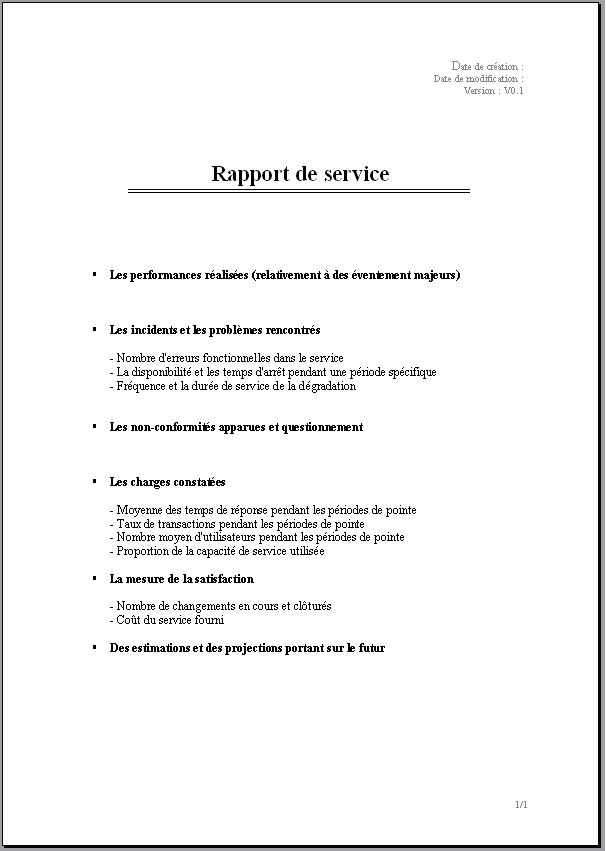 Date de création :
Date de modification :
Version : V0.1
Rapport de service
▪ Les performances réalisées (relativement à des éventement majeurs)
▪ Les incidents et les problèmes rencontrés
- Nombre d'erreurs fonctionnelles dans le service
- La disponibilité et les temps d'arrêt pendant une période spécifique
- Fréquence et la durée de service de la dégradation
▪ Les non-conformités apparues et questionnement
▪ Les charges constatées
- Moyenne des temps de réponse pendant les périodes de pointe
- Taux de transactions pendant les périodes de pointe
- Nombre moyen d'utilisateurs pendant les périodes de pointe
- Proportion de la capacité de service utilisée
▪ La mesure de la satisfaction
- Nombre de changements en cours et clôturés
- Coût du service fourni
▪ Des estimations et des projections portant sur le futur
1/1